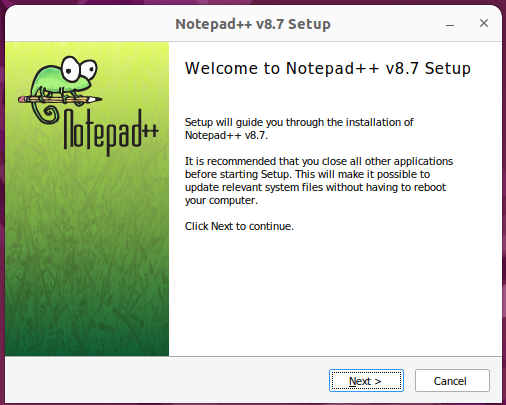 Notepad++ v8.7 Setup
Notepad++
Welcome to Notepad++ v8.7 Setup
Setup will guide you through the installation of
Notepad++ v8.7.
It is recommended that you close all other applications
before starting Setup. This will make it possible to
update relevant system files without having to reboot
your computer.
Click Next to continue.
Next >
Cancel